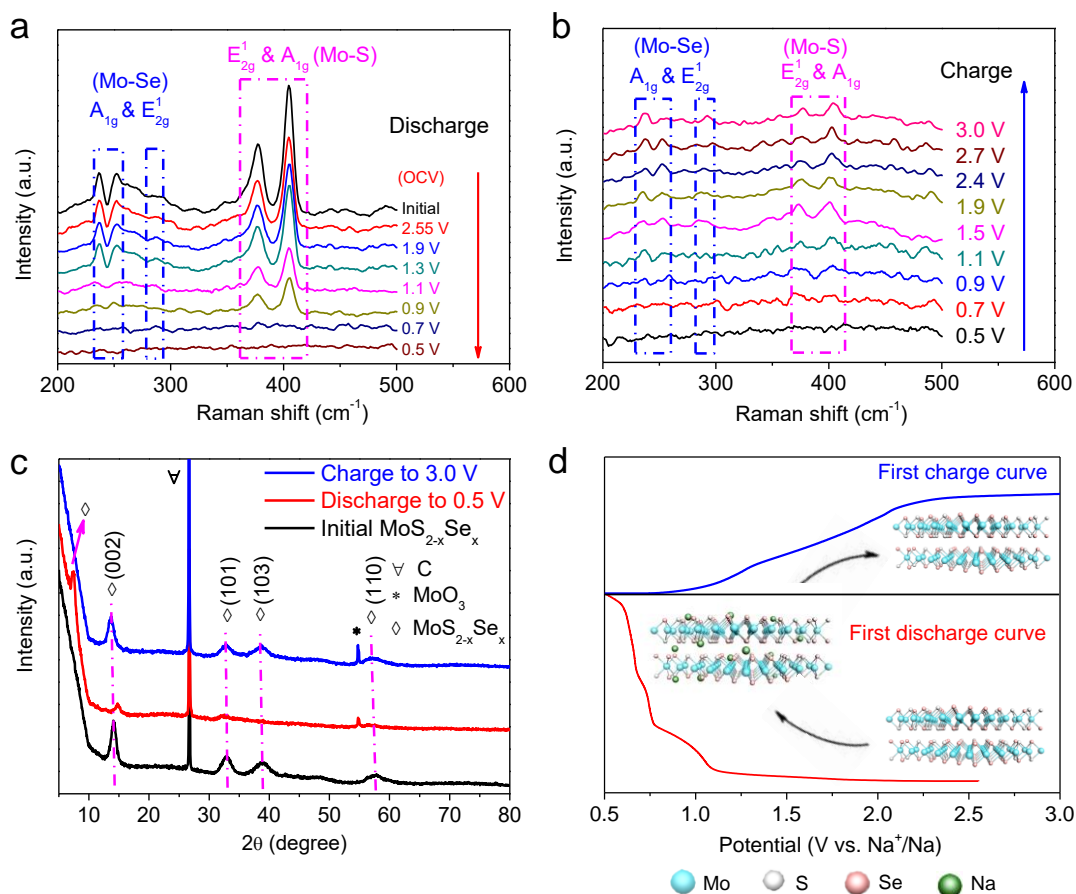 a
(Mo-Se)
A1g & E12g
E12g & A1g (Mo-S)
Discharge
(OCV)
Initial
2.55 V
1.9 V
1.3 V
1.1 V
0.9 V
0.7 V
0.5 V
Intensity (a.u.)
200 300 400 500 600
Raman shift (cm-1)
b
(Mo-Se)
A1g & E12g
(Mo-S)
E12g & A1g
Charge
3.0 V
2.7 V
2.4 V
1.9 V
1.5 V
1.1 V
0.9 V
0.7 V
0.5 V
Intensity (a.u.)
200 300 400 500 600
Raman shift (cm-1)
c
∀
Charge to 3.0 V
Discharge to 0.5 V
Initial MoS2-xSex
∀ C
* MoO3
◊ MoS2-xSex
◊
◊ (002)
◊ (101)
◊ (103)
◊ (110)
*
Intensity (a.u.)
10 20 30 40 50 60 70 80
2θ (degree)
d
First charge curve
First discharge curve
0.5 1.0 1.5 2.0 2.5 3.0
Potential (V vs. Na+/Na)
Mo S Se Na